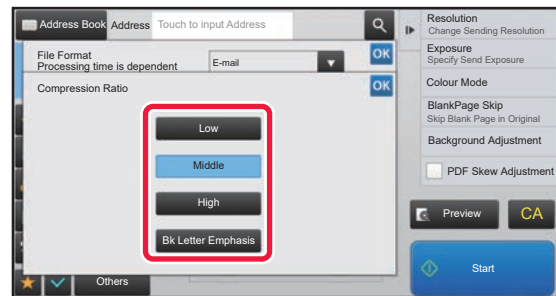 Address Book
Address
Touch to input Address
File Format
Processing time is dependent
E-mail
OK
Compression Ratio
OK
Low
Middle
High
Bk Letter Emphasis
Others
Resolution
Change Sending Resolution
Exposure
Specify Send Exposure
Colour Mode
BlankPage Skip
Skip Blank Page in Original
Background Adjustment
PDF Skew Adjustment
Preview
CA
Start